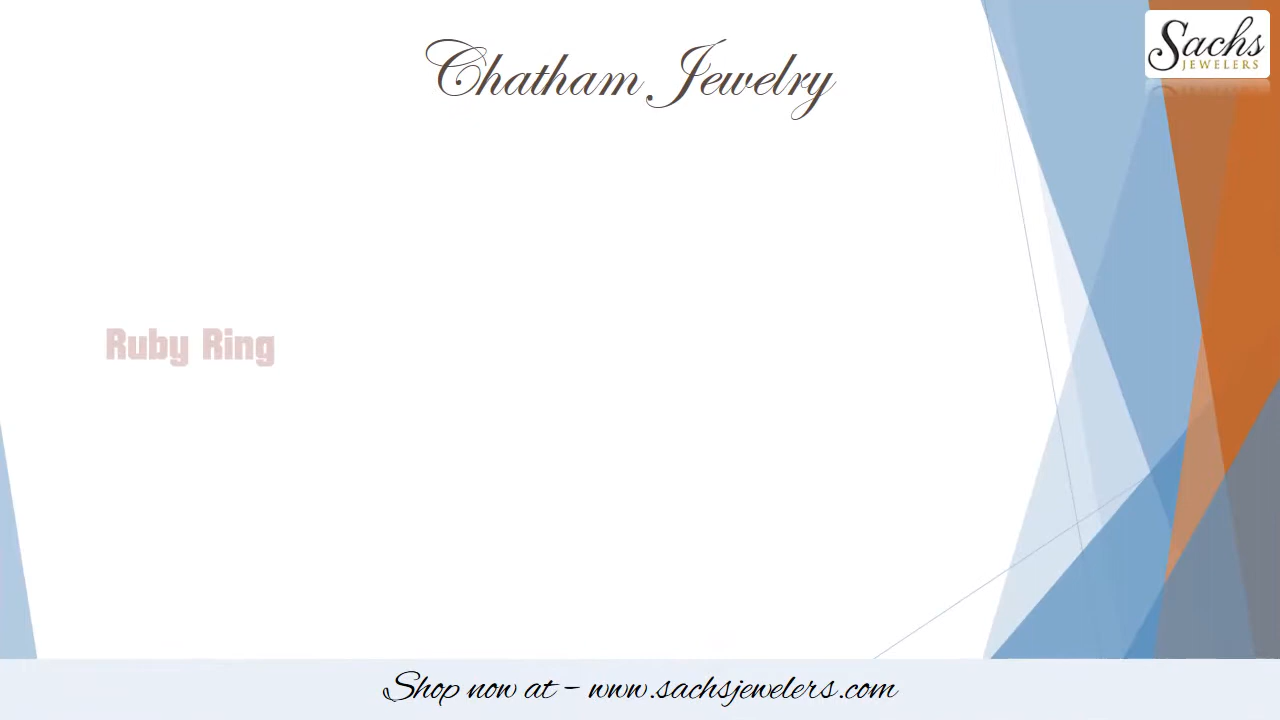 Chatham Jewelry
Sachs
JEWELERS
Ruby Ring
Shop now at – www.sachsjewelers.com